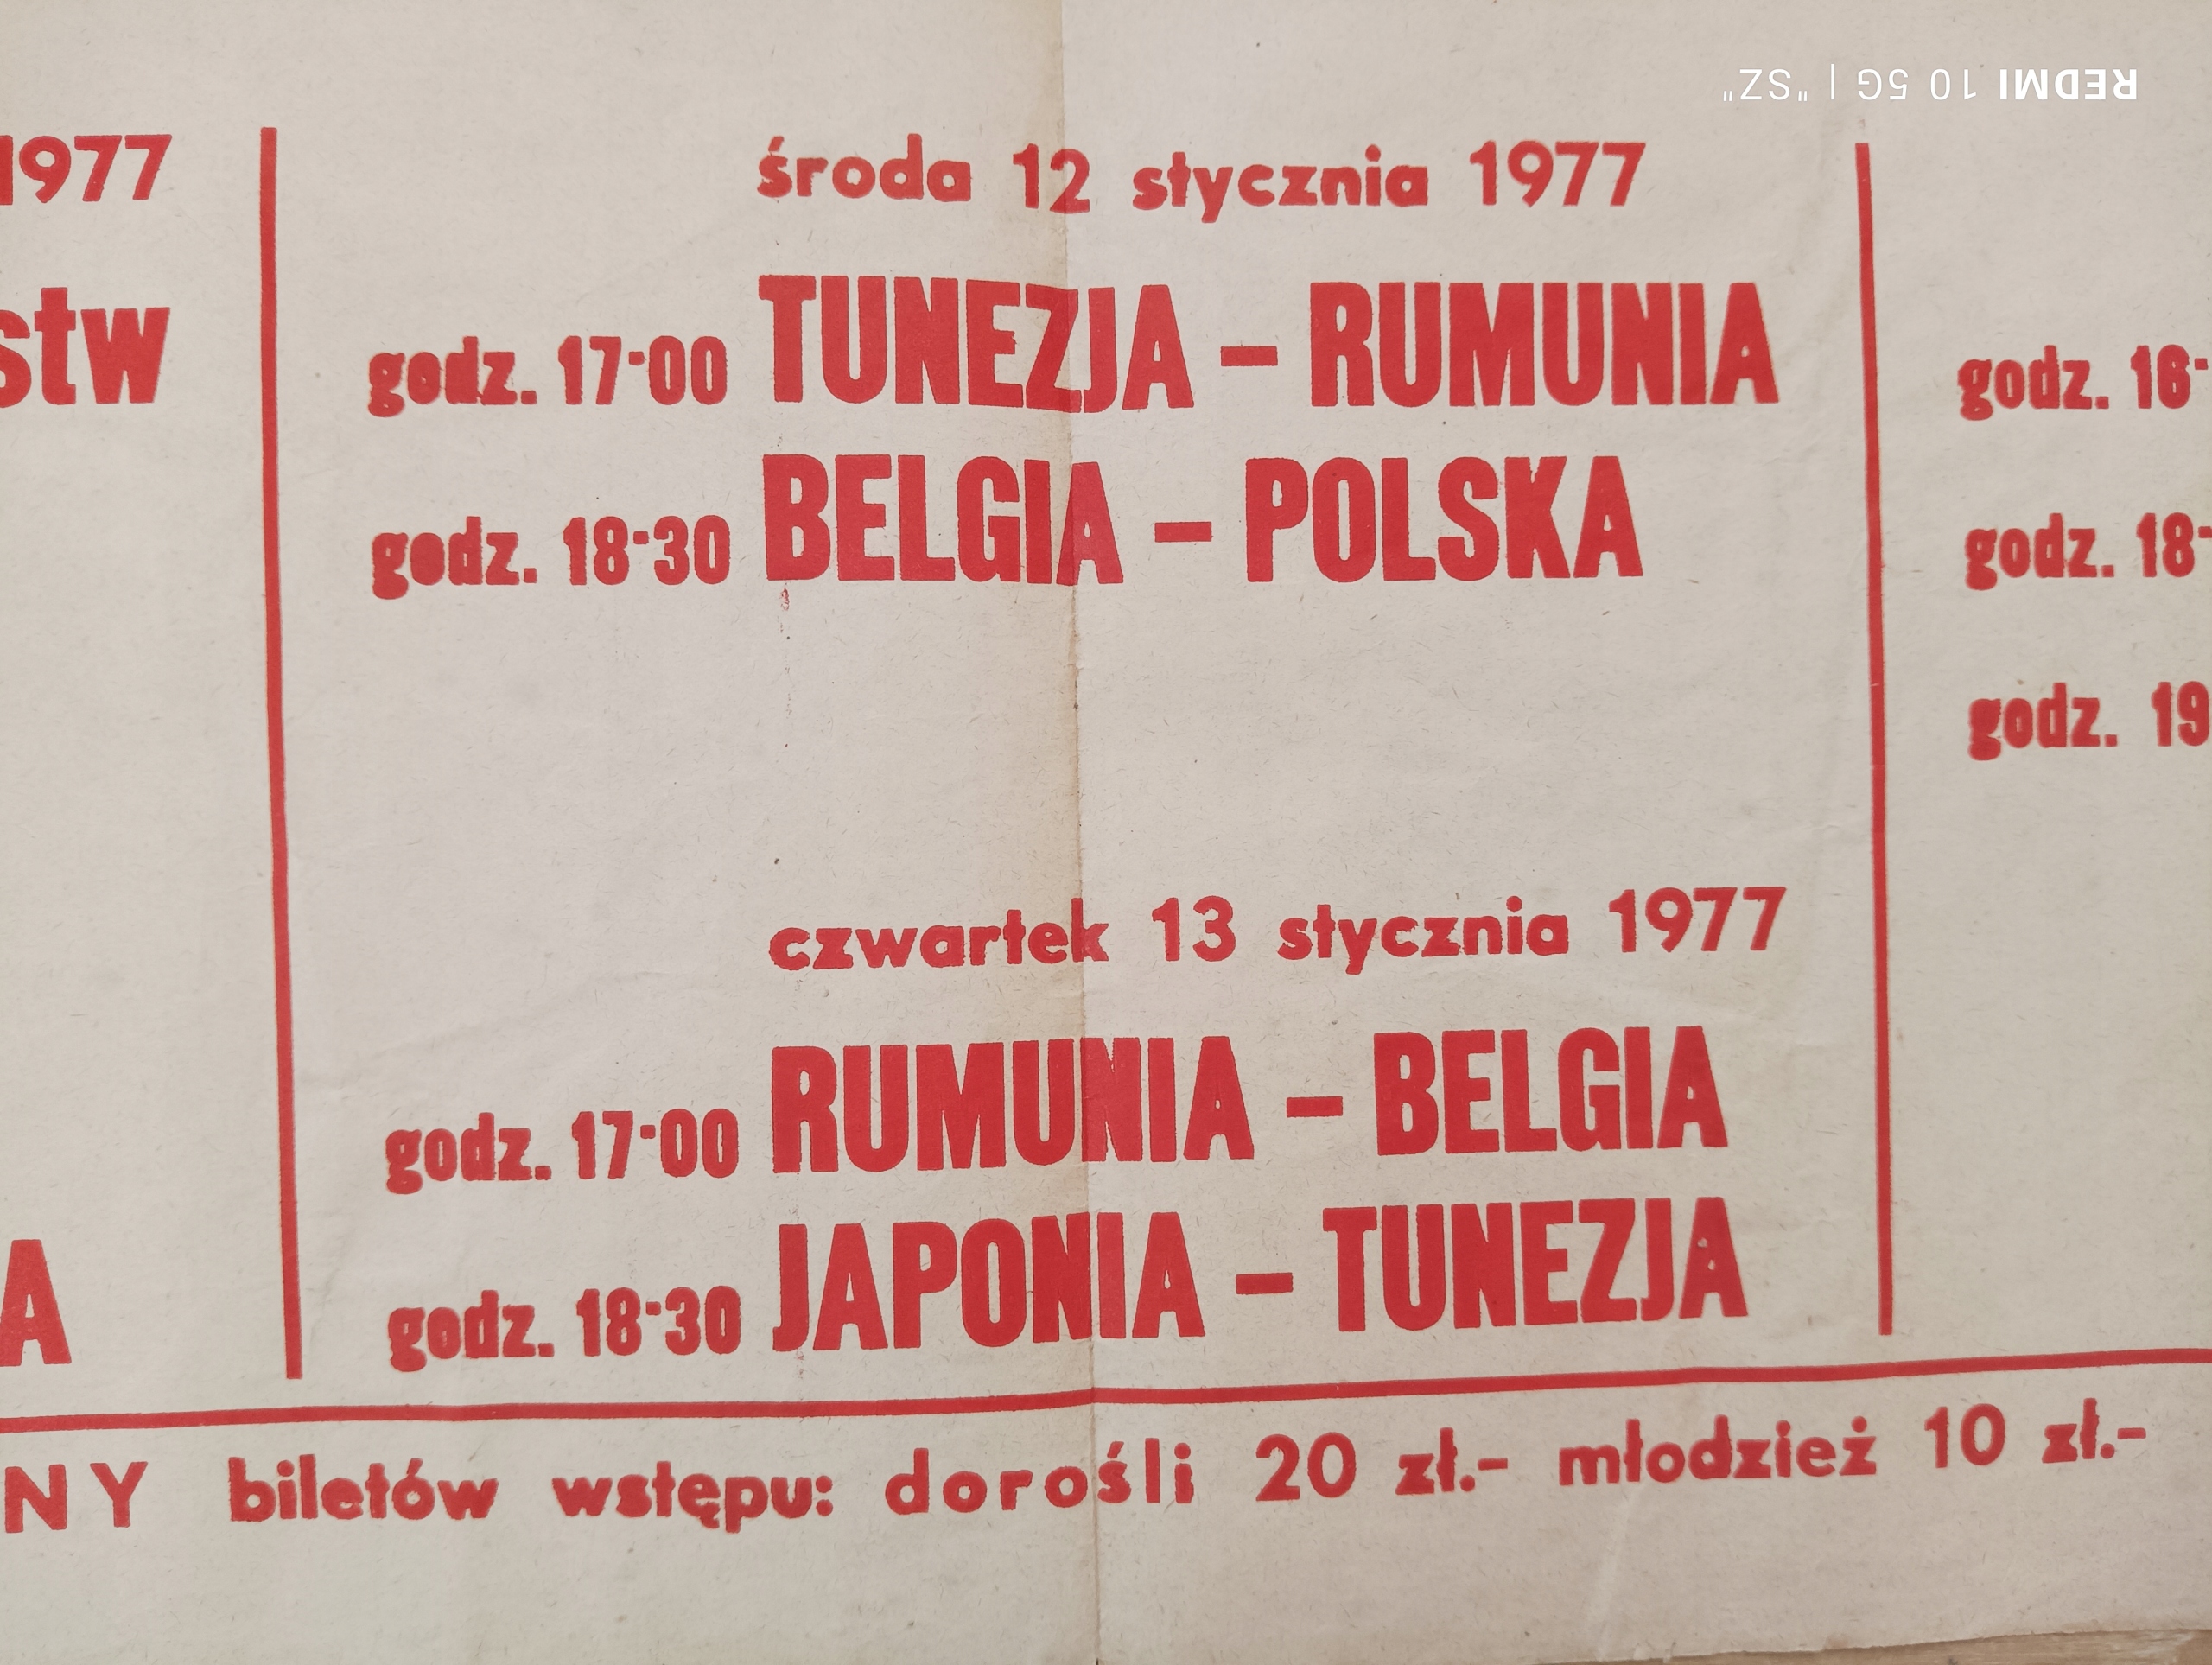 REDMI 10 5G | "SZ"
1977
stw
A
środa 12 stycznia 1977
godz. 17·00 TUNEZJA – RUMUNIA
godz. 18·30 BELGIA – POLSKA
czwartek 13 stycznia 1977
godz. 17·00 RUMUNIA – BELGIA
godz. 18·30 JAPONIA – TUNEZJA
godz. 16·
godz. 18·
godz. 19
NY biletów wstępu: dorośli 20 zł.– młodzież 10 zł.–